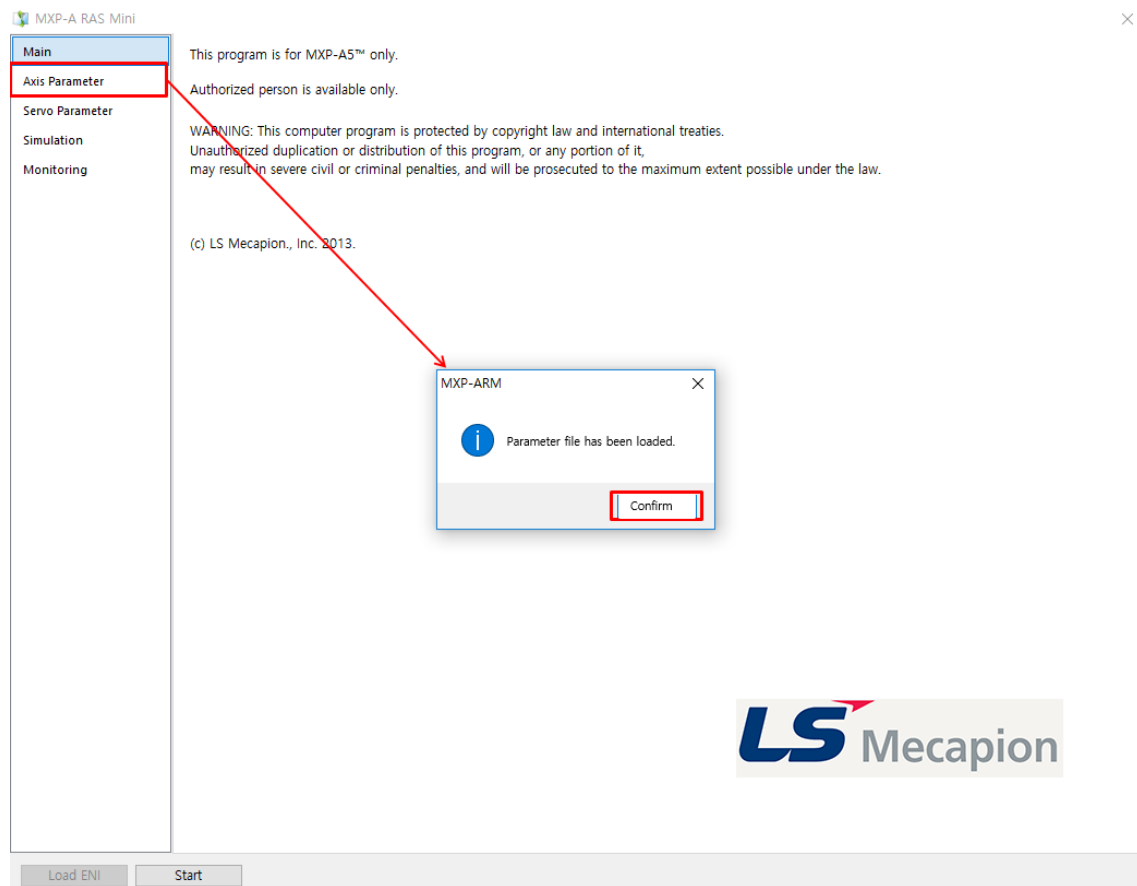 MXP-A RAS Mini
Main
Axis Parameter
Servo Parameter
Simulation
Monitoring
This program is for MXP-A5™ only.
Authorized person is available only.
WARNING: This computer program is protected by copyright law and international treaties.
Unauthorized duplication or distribution of this program, or any portion of it,
may result in severe civil or criminal penalties, and will be prosecuted to the maximum extent possible under the law.
(c) LS Mecapion., Inc. 2013.
MXP-ARM
Parameter file has been loaded.
Confirm
LS Mecapion
Load ENI
Start